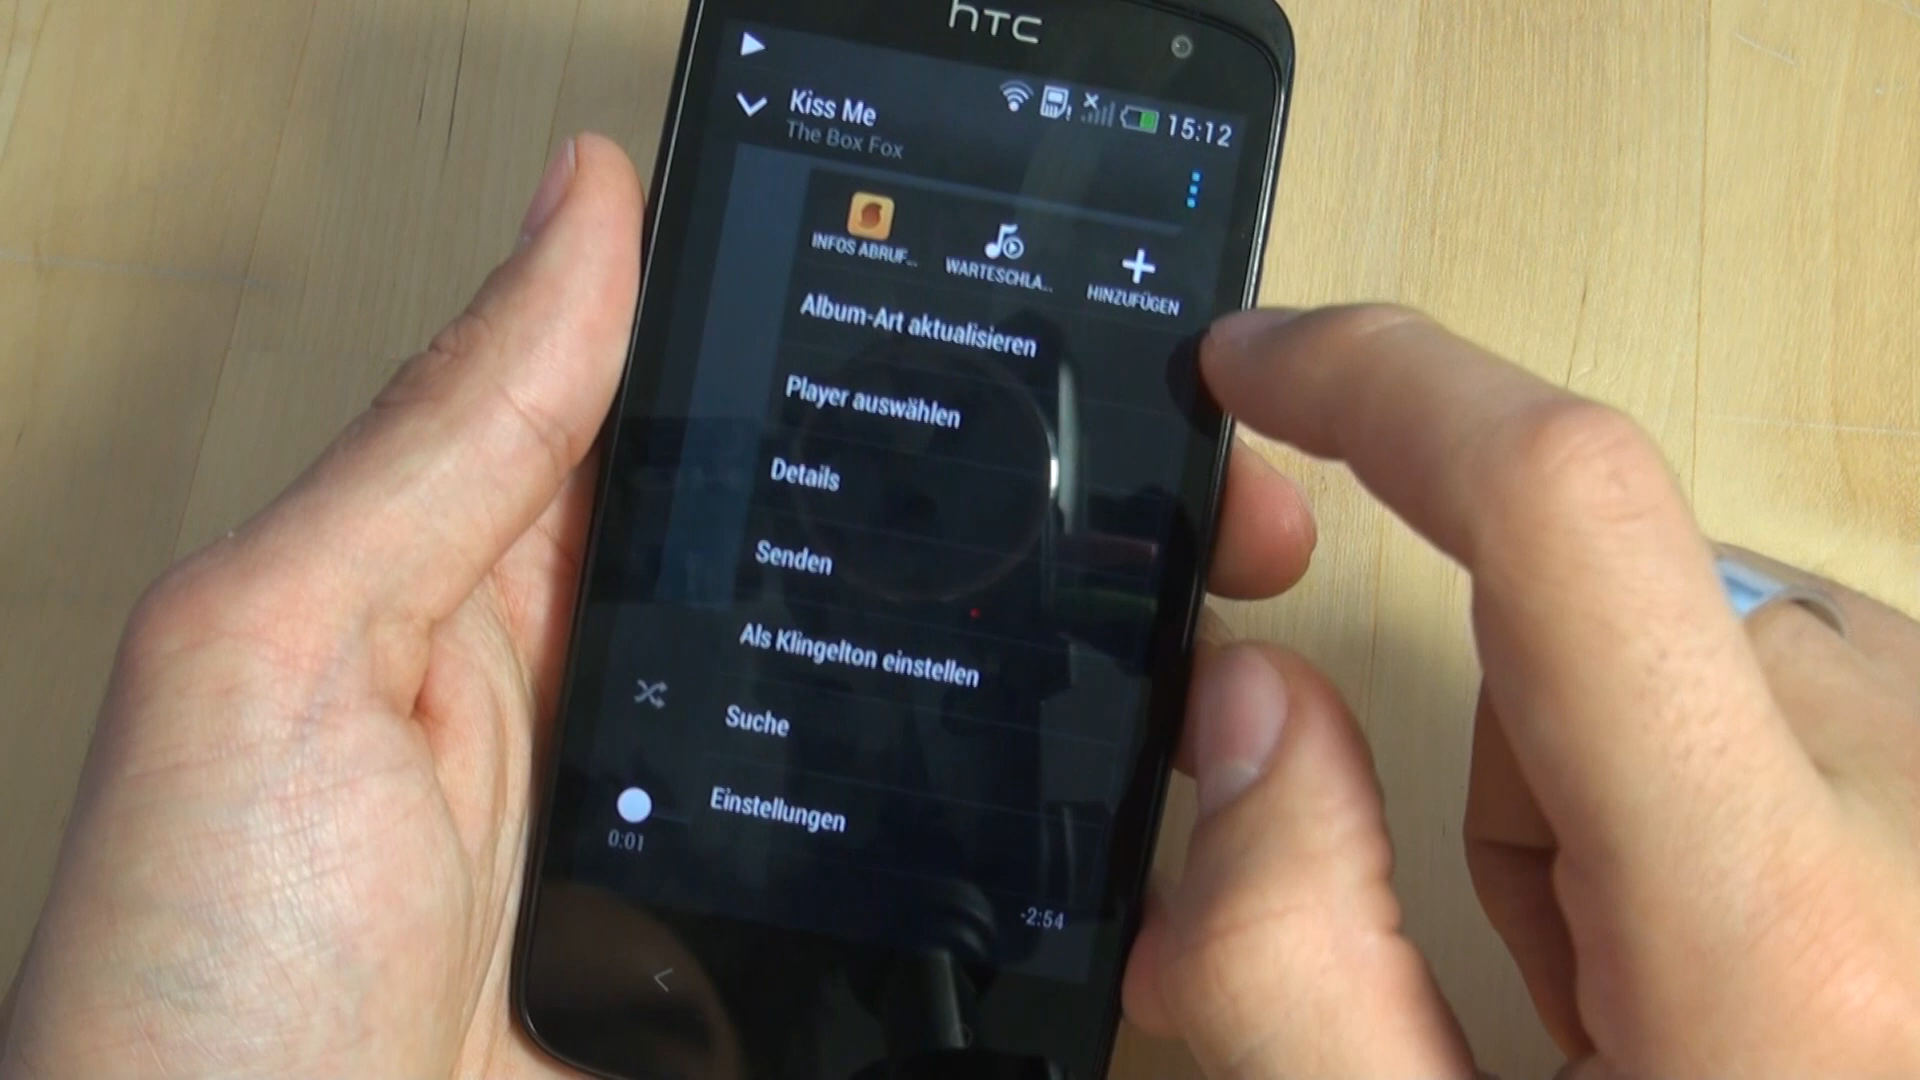 hTC
15:12
Kiss Me
The Box Fox
INFOS ABRUF...
WARTESCHLA...
HINZUFÜGEN
Album-Art aktualisieren
Player auswählen
Details
Senden
Als Klingelton einstellen
Suche
Einstellungen
0:01
-2:54